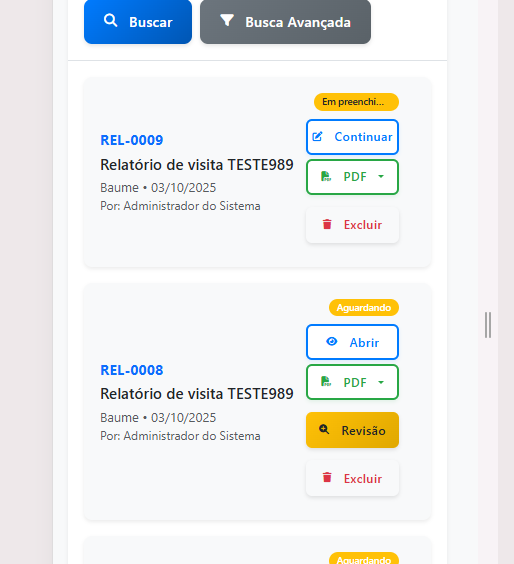 Buscar
Busca Avançada
Em preenchi...
REL-0009
Relatório de visita TESTE989
Baume • 03/10/2025
Por: Administrador do Sistema
Continuar
PDF
Excluir
Aguardando
REL-0008
Relatório de visita TESTE989
Baume • 03/10/2025
Por: Administrador do Sistema
Abrir
PDF
Revisão
Excluir
Aguardando